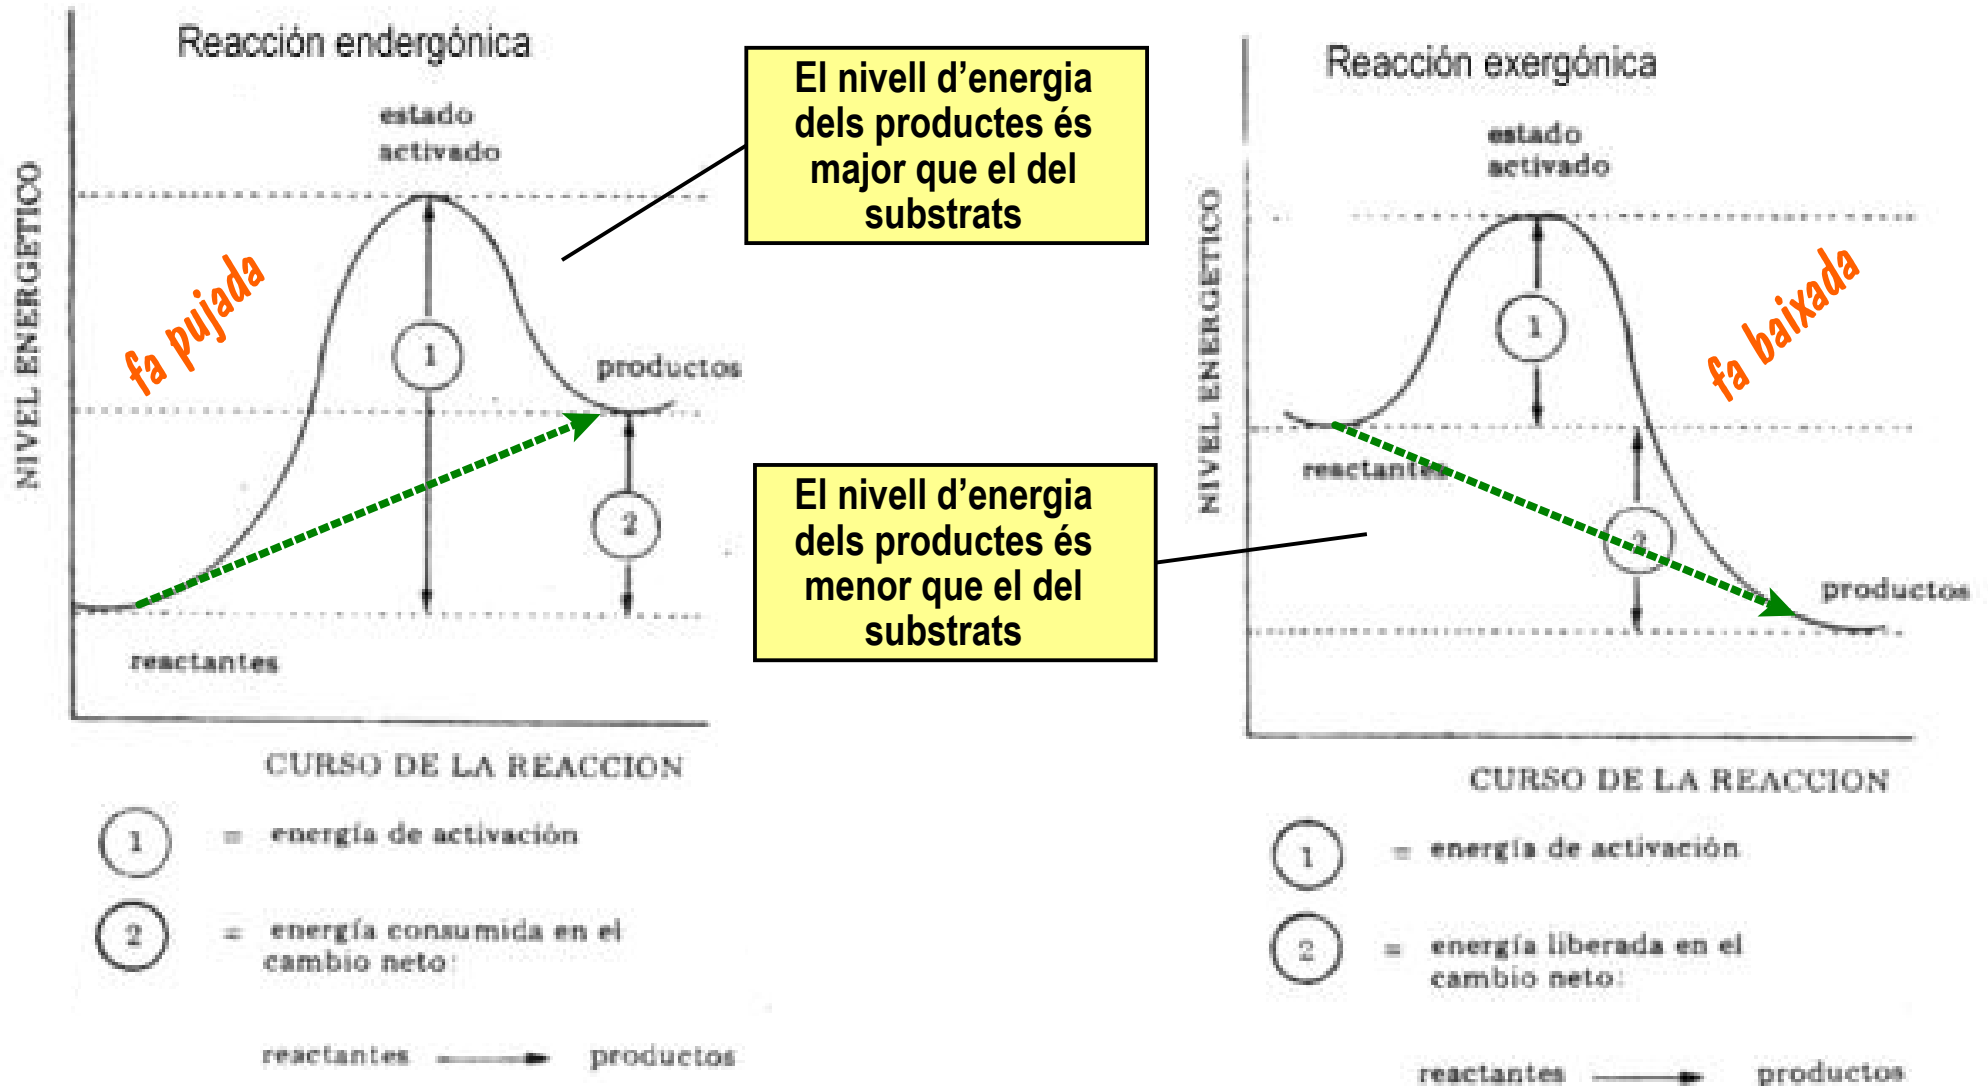 Reacción endergónica
estado
activado
NIVEL ENERGETICO
fa pujada
1
productos
2
reactantes
CURSO DE LA REACCION
1 = energía de activación
2 = energía consumida en el
cambio neto:
reactantes → productos
El nivell d'energia
dels productes és
major que el del
substrats
El nivell d'energia
dels productes és
menor que el del
substrats
Reacción exergónica
estado
activado
NIVEL ENERGETICO
fa baixada
1
reactantes
2
productos
CURSO DE LA REACCION
1 = energía de activación
2 = energía liberada en el
cambio neto:
reactantes → productos